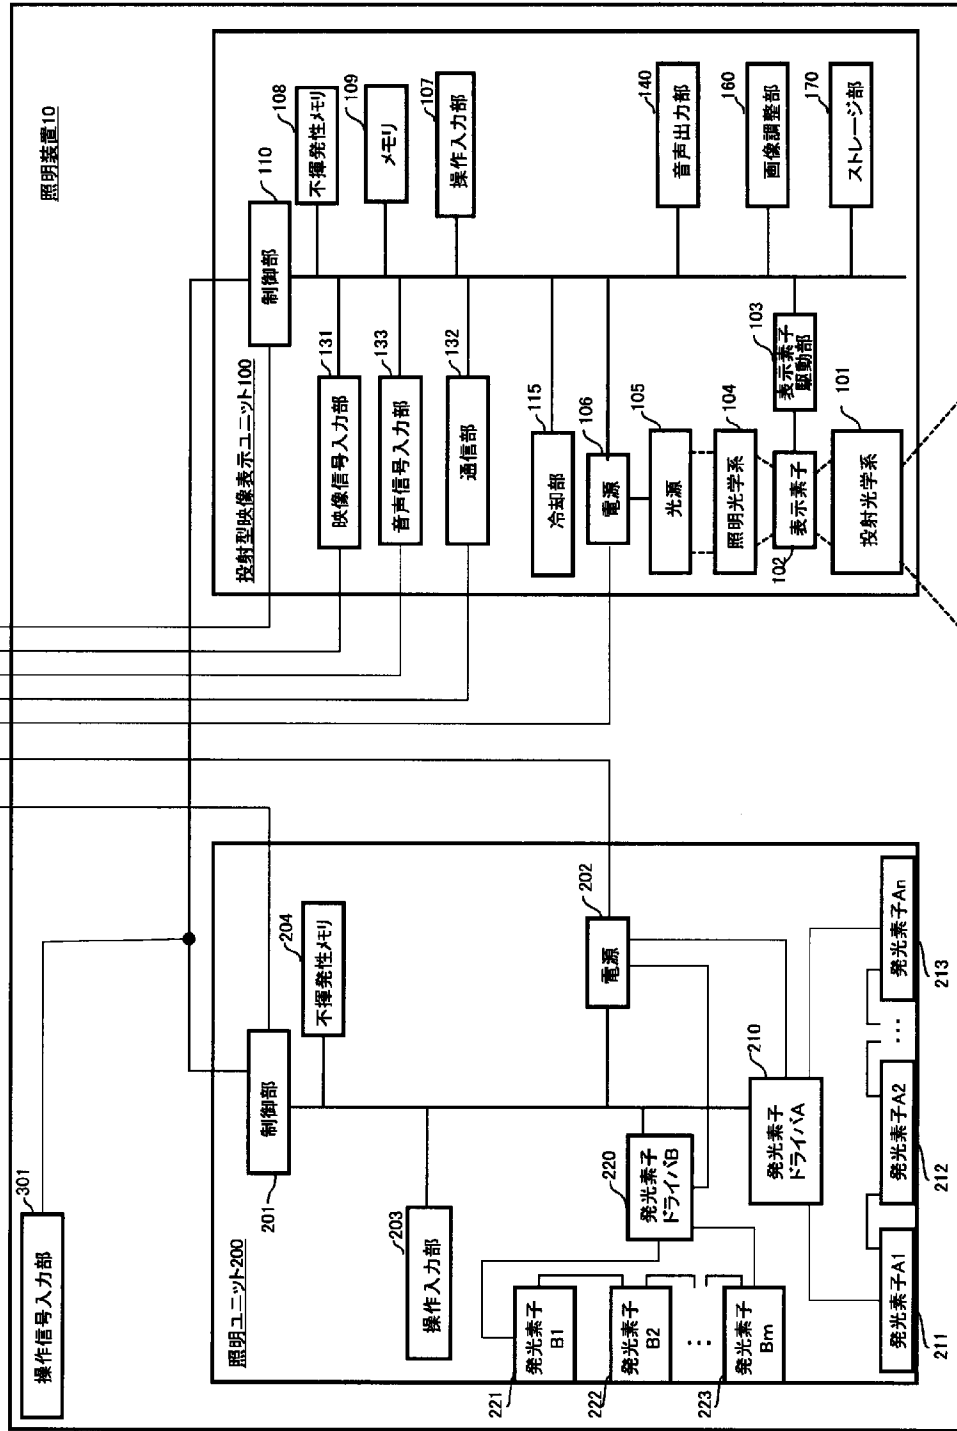 照明装置10
操作信号入力部
301
照明ユニット200
制御部
201
不揮発性メモリ
204
操作入力部
203
電源
202
発光素子
ドライバB
220
発光素子
ドライバA
210
発光素子
B1
221
発光素子
B2
222
:
発光素子
Bm
223
発光素子A1
211
発光素子A2
212
・・・
発光素子An
213
投射型映像表示ユニット100
制御部
110
不揮発性メモリ
108
メモリ
109
操作入力部
107
映像信号入力部
131
音声信号入力部
133
通信部
132
冷却部
115
電源
106
光源
105
照明光学系
104
表示素子
102
表示素子
駆動部
103
投射光学系
101
音声出力部
140
画像調整部
160
ストレージ部
170